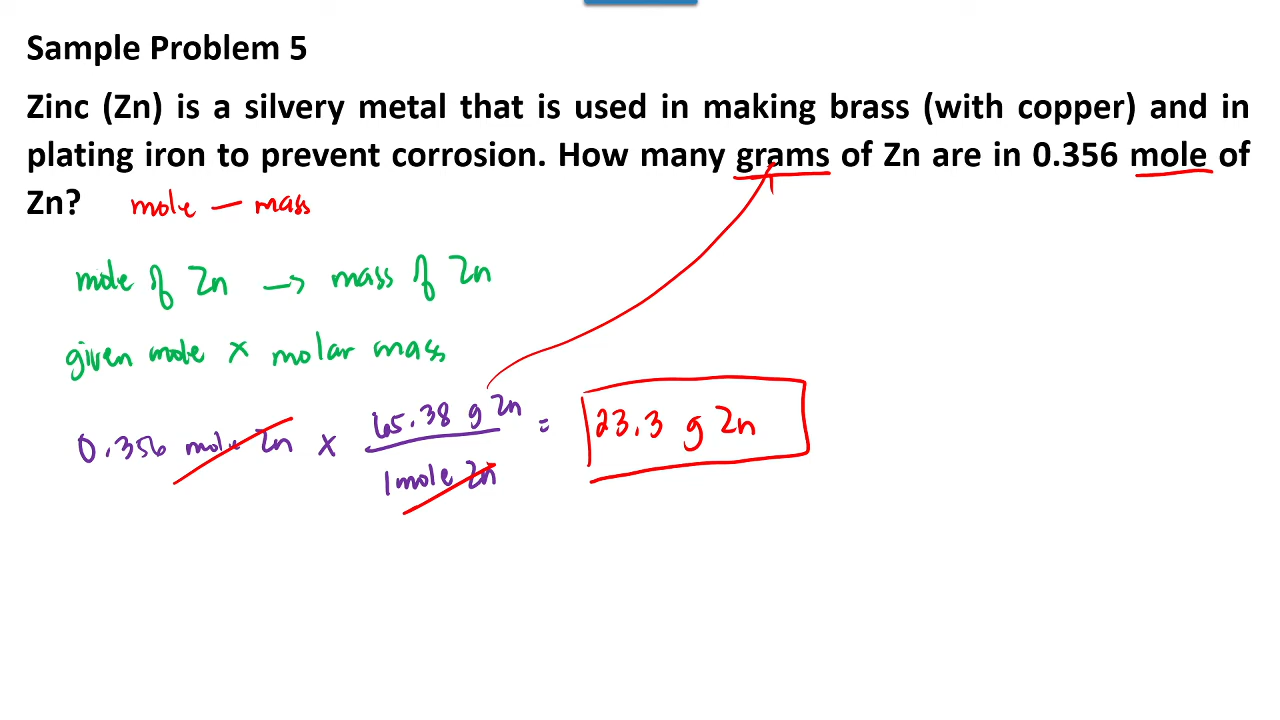 Sample Problem 5
Zinc (Zn) is a silvery metal that is used in making brass (with copper) and in
plating iron to prevent corrosion. How many grams of Zn are in 0.356 mole of
Zn? mole — mass
mole of Zn → mass of Zn
given mole × molar mass
0.356 mole Zn × 65.38 g Zn / 1 mole Zn = 23.3 g Zn